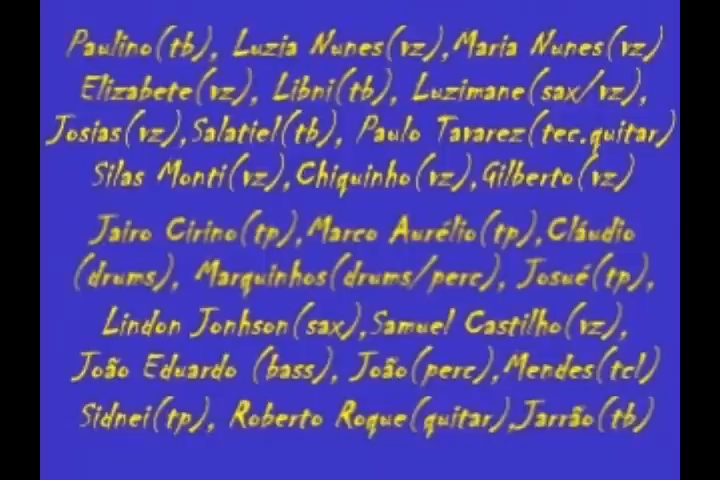 Paulino(tb), Luzia Nunes(vz),Maria Nunes(vz)
Elizabete(vz), Libni(tb), Luzimane(sax/vz),
Josias(vz),Salatiel(tb), Paulo Tavarez(tec.quitar)
Silas Monti(vz),Chiquinho(vz),Gilberto(vz)
Jairo Cirino(tp),Marco Aurélio(tp),Cláudio
(drums), Marquinhos(drums/perc), Josué(tp),
Lindon Jonhson(sax),Samuel Castilho(vz),
João Eduardo (bass), João(perc),Mendes(tcl)
Sidnei(tp), Roberto Roque(quitar),Jarrão(tb)